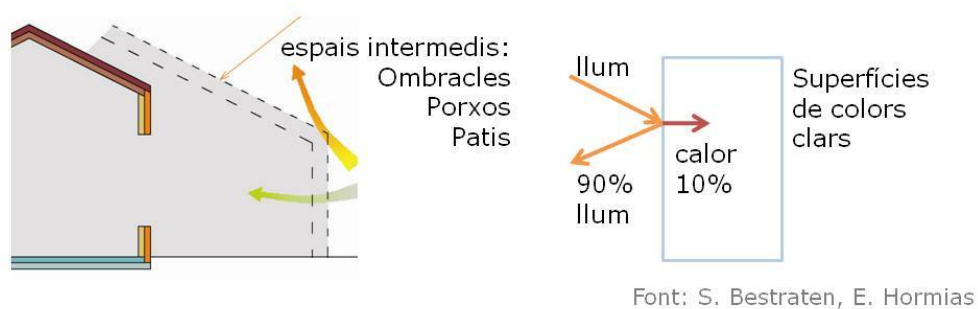 espais intermedis:
Ombracles
Porxos
Patis
llum
90%
llum
calor
10%
Superfícies
de colors
clars
Font: S. Bestraten, E. Hormias